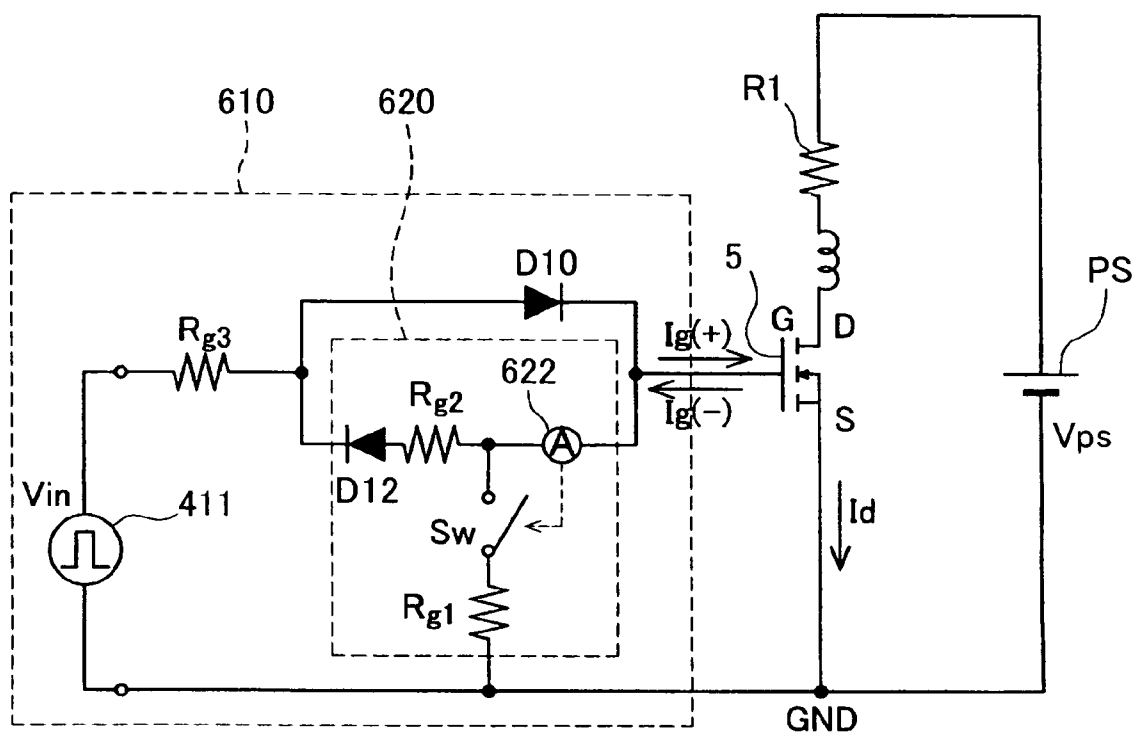 610
620
R1
D10
5
PS
G
D
Ig(+)
Rg3
622
Rg2
A
Ig(-)
S
Vps
D12
Vin
411
Sw
Id
Rg1
GND